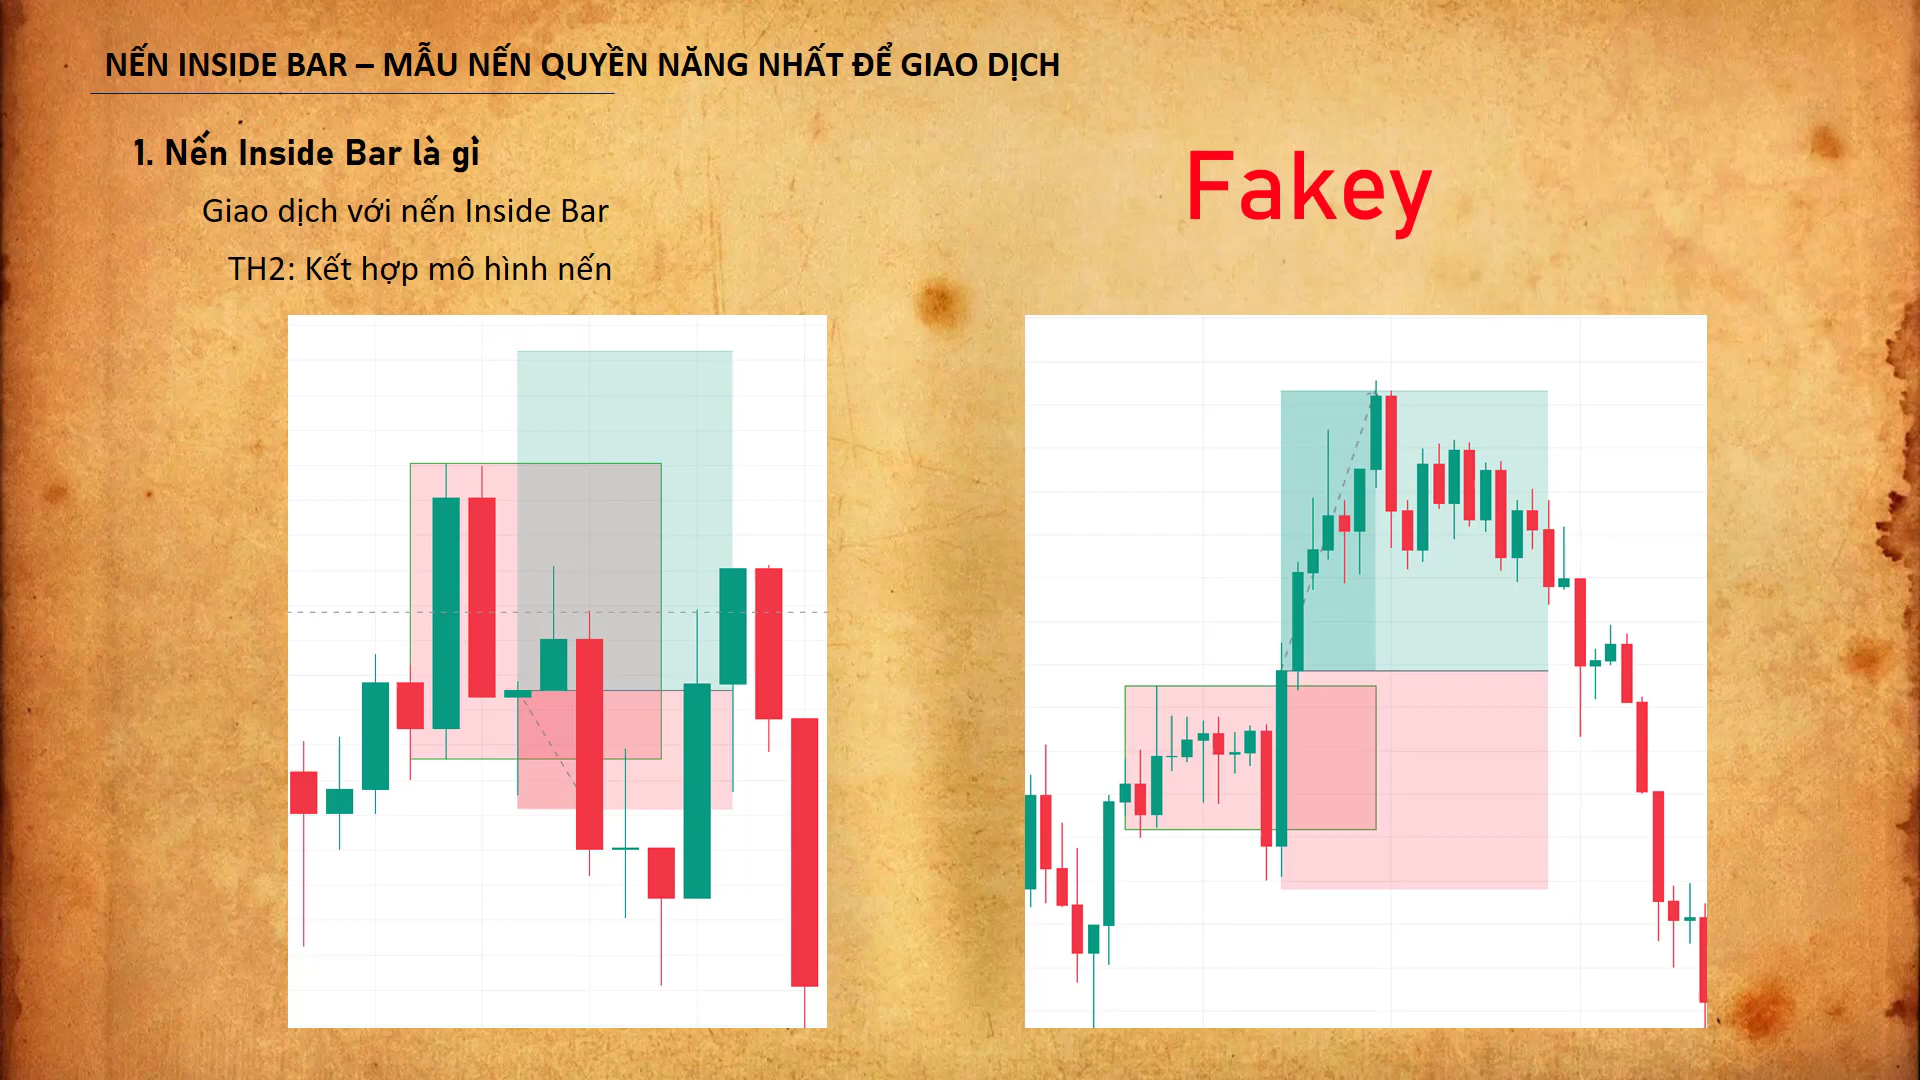 NẾN INSIDE BAR – MẪU NẾN QUYỀN NĂNG NHẤT ĐỂ GIAO DỊCH
1. Nến Inside Bar là gì
Fakey
Giao dịch với nến Inside Bar
TH2: Kết hợp mô hình nến